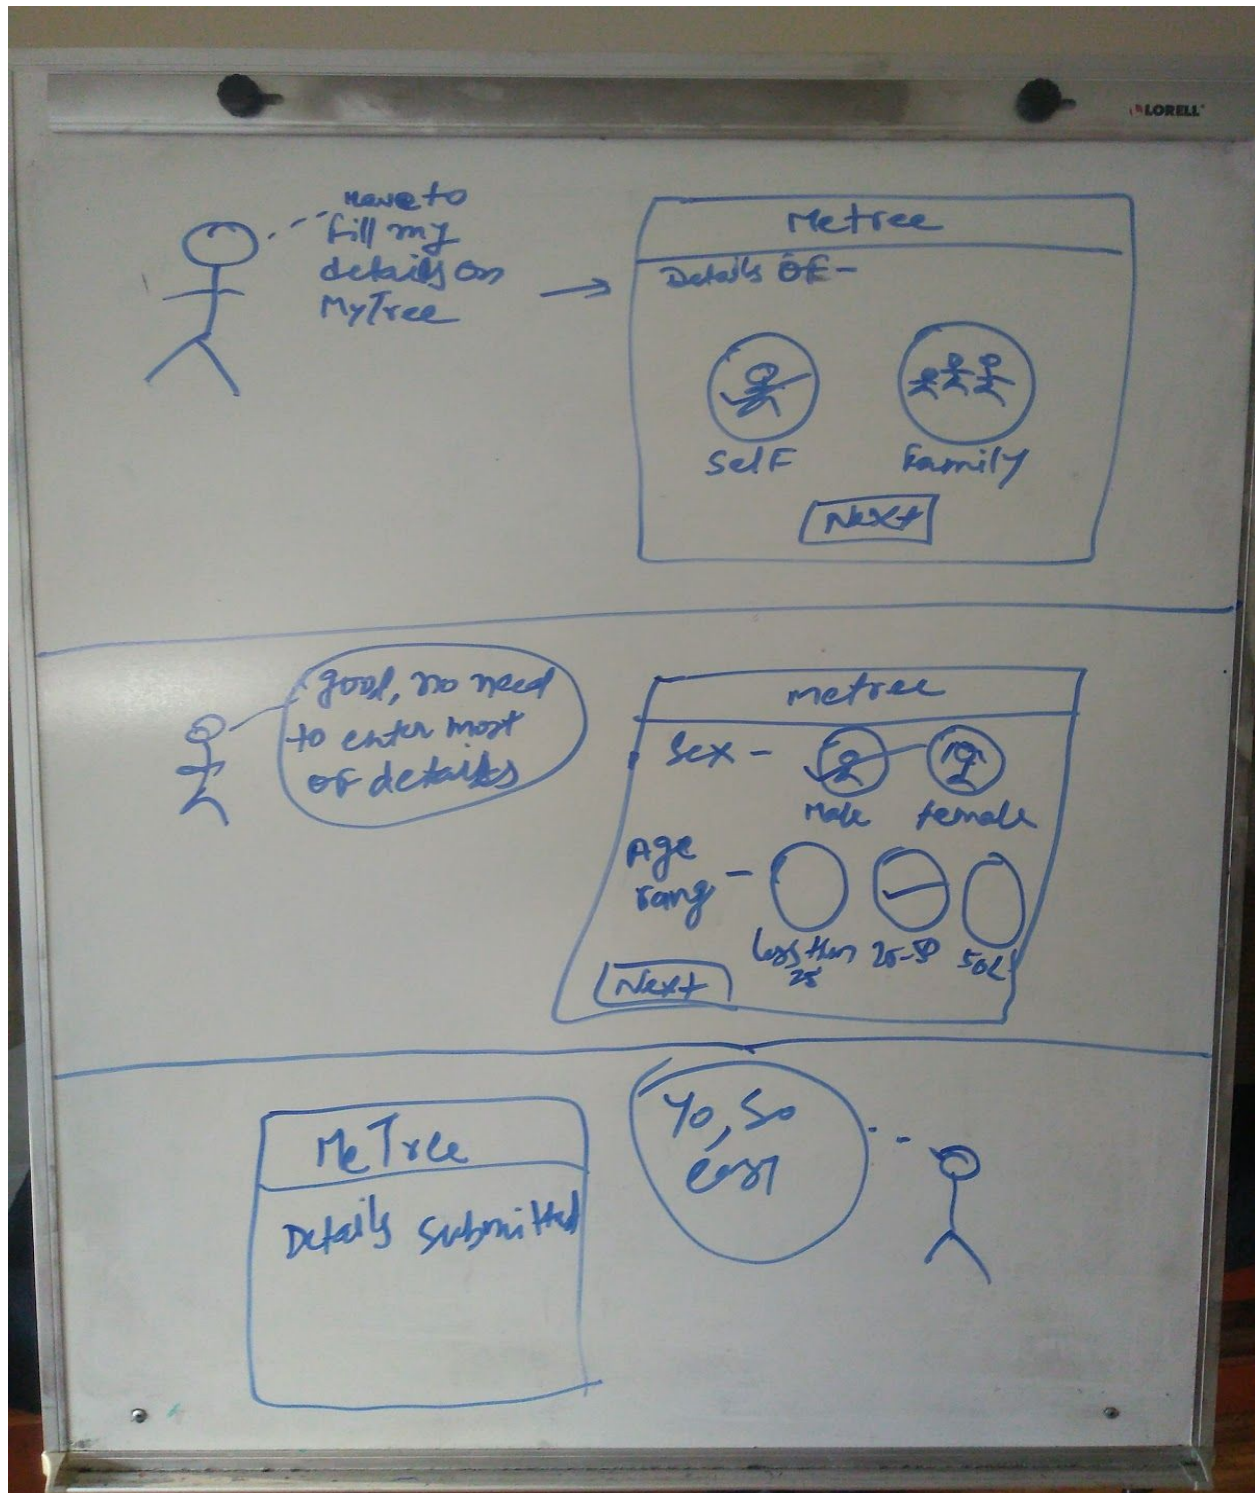 LORELL
Have to
fill my
details on
MyTree
Metree
Details OF -
Self
Family
Next
good, no need
to enter most
of details
metree
Sex -
Male
female
Age
rang -
less than
25
25-50
Next
MeTree
Details Submitted
Yo, So
easy